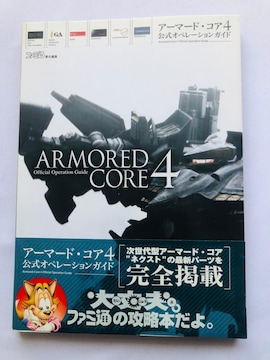 アーマード・コア4
公式オペレーションガイド
ARMORED
Official Operation Guide
CORE 4
アーマード・コア4
公式オペレーションガイド
次世代型アーマード・コア
"ネクスト"の最新パーツを
完全掲載
大丈夫。
ファミ通の攻略本だよ。